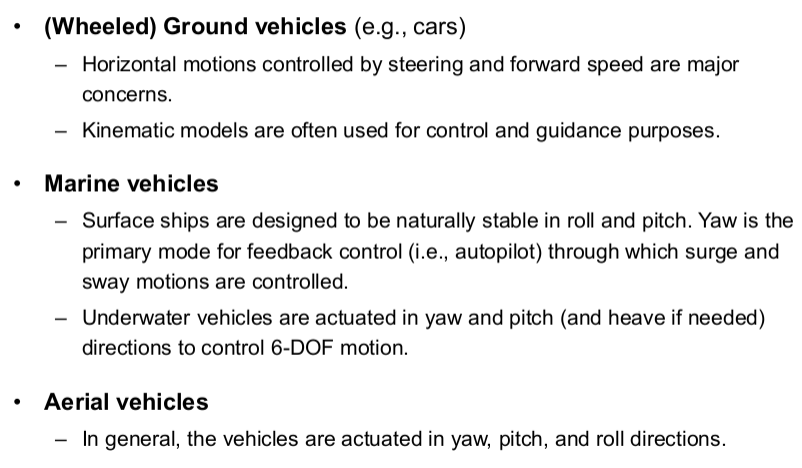 • (Wheeled) Ground vehicles (e.g., cars)
– Horizontal motions controlled by steering and forward speed are major
concerns.
– Kinematic models are often used for control and guidance purposes.
• Marine vehicles
– Surface ships are designed to be naturally stable in roll and pitch. Yaw is the
primary mode for feedback control (i.e., autopilot) through which surge and
sway motions are controlled.
– Underwater vehicles are actuated in yaw and pitch (and heave if needed)
directions to control 6-DOF motion.
• Aerial vehicles
– In general, the vehicles are actuated in yaw, pitch, and roll directions.